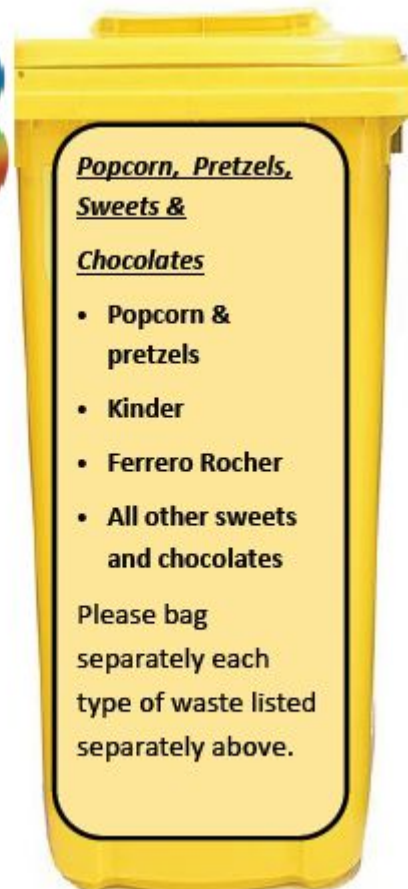 Popcorn, Pretzels,
Sweets &
Chocolates
• Popcorn &
pretzels
• Kinder
• Ferrero Rocher
• All other sweets
and chocolates
Please bag
separately each
type of waste listed
separately above.